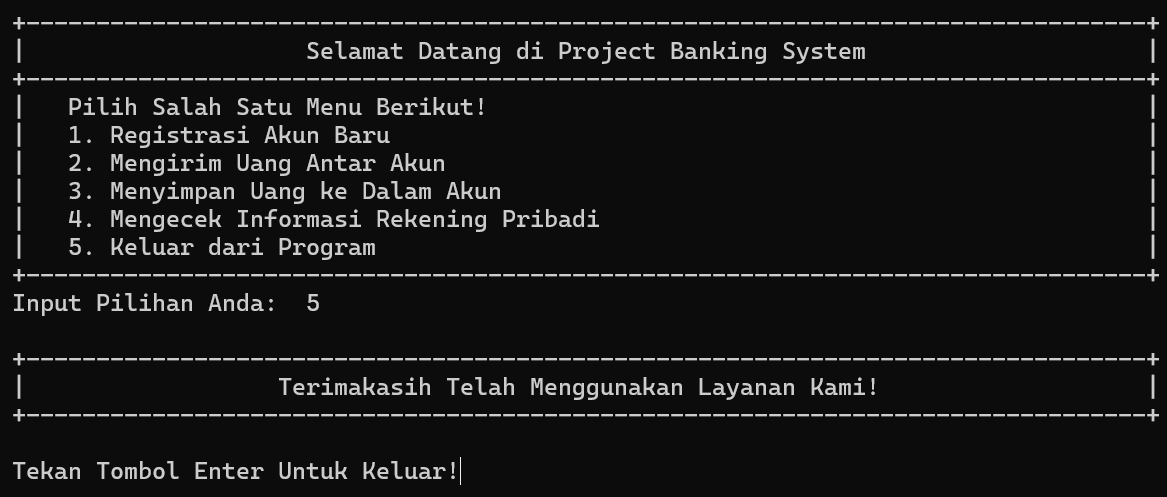 +--------------------------------------------------------------------------------+
|                    Selamat Datang di Project Banking System                    |
+--------------------------------------------------------------------------------+
|   Pilih Salah Satu Menu Berikut!                                               |
|   1. Registrasi Akun Baru                                                      |
|   2. Mengirim Uang Antar Akun                                                  |
|   3. Menyimpan Uang ke Dalam Akun                                              |
|   4. Mengecek Informasi Rekening Pribadi                                       |
|   5. Keluar dari Program                                                       |
+--------------------------------------------------------------------------------+
Input Pilihan Anda:  5

+--------------------------------------------------------------------------------+
|                  Terimakasih Telah Menggunakan Layanan Kami!                   |
+--------------------------------------------------------------------------------+

Tekan Tombol Enter Untuk Keluar!